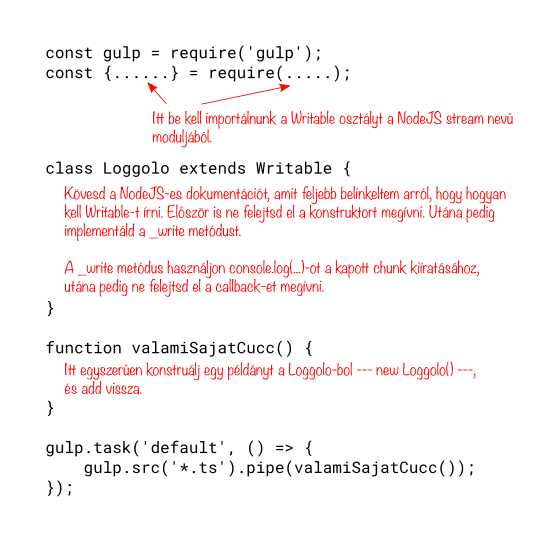 const gulp = require('gulp');
const {......} = require(.....);
Itt be kell importálnunk a Writable osztályt a NodeJS stream nevű
moduljából.
class Loggolo extends Writable {
Kövesd a NodeJS-es dokumentációt, amit feljebb belinkeltem arról, hogy hogyan
kell Writable-t írni. Először is ne felejtsd el a konstruktort megívni. Utána pedig
implementáld a _write metódust.
A _write metódus használjon console.log(...)-ot a kapott chunk kiíratásához,
utána pedig ne felejtsd el a callback-et megívni.
}
function valamiSajatCucc() {
Itt egyszerűen konstruálj egy példányt a Loggolo-bol --- new Loggolo() ---,
és add vissza.
}
gulp.task('default', () => {
gulp.src('*.ts').pipe(valamiSajatCucc());
});